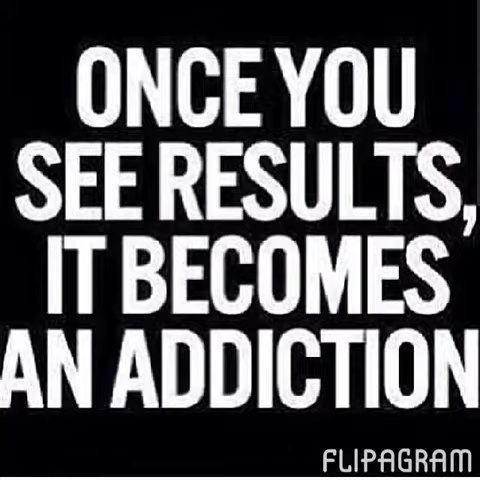 ONCE YOU
SEE RESULTS,
IT BECOMES
AN ADDICTION
FLIPAGRAM